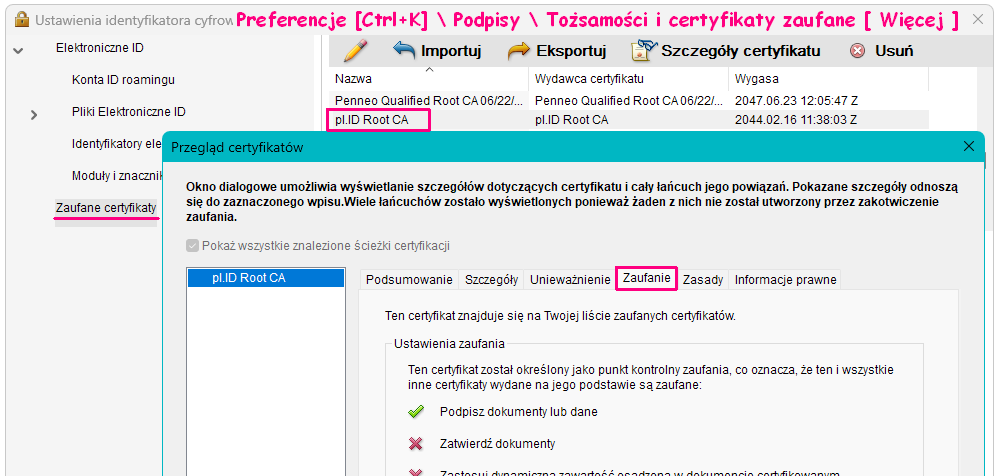 Ustawienia identyfikatora cyfrow
Preferencje [Ctrl+K] \ Podpisy \ Tożsamości i certyfikaty zaufane [ Więcej ]
Elektroniczne ID
Konta ID roamingu
Pliki Elektroniczne ID
Identyfikatory ele
Moduły i znacznik
Zaufane certyfikaty
Importuj Eksportuj Szczegóły certyfikatu Usuń
Nazwa Wydawca certyfikatu Wygasa
Penneo Qualified Root CA 06/22/... Penneo Qualified Root CA 06/22/... 2047.06.23 12:05:47 Z
pl.ID Root CA pl.ID Root CA 2044.02.16 11:38:03 Z
Przegląd certyfikatów
Okno dialogowe umożliwia wyświetlanie szczegółów dotyczących certyfikatu i cały łańcuch jego powiązań. Pokazane szczegóły odnoszą
się do zaznaczonego wpisu.Wiele łańcuchów zostało wyświetlonych ponieważ żaden z nich nie został utworzony przez zakotwiczenie
zaufania.
Pokaż wszystkie znalezione ścieżki certyfikacji
pl.ID Root CA
Podsumowanie Szczegóły Unieważnienie Zaufanie Zasady Informacje prawne
Ten certyfikat znajduje się na Twojej liście zaufanych certyfikatów.
Ustawienia zaufania
Ten certyfikat został określony jako punkt kontrolny zaufania, co oznacza, że ten i wszystkie
inne certyfikaty wydane na jego podstawie są zaufane:
Podpisz dokumenty lub dane
Zatwierdź dokumenty
Zastosuj dynamiczną zawartość osadzoną w dokumencie certyfikowanym